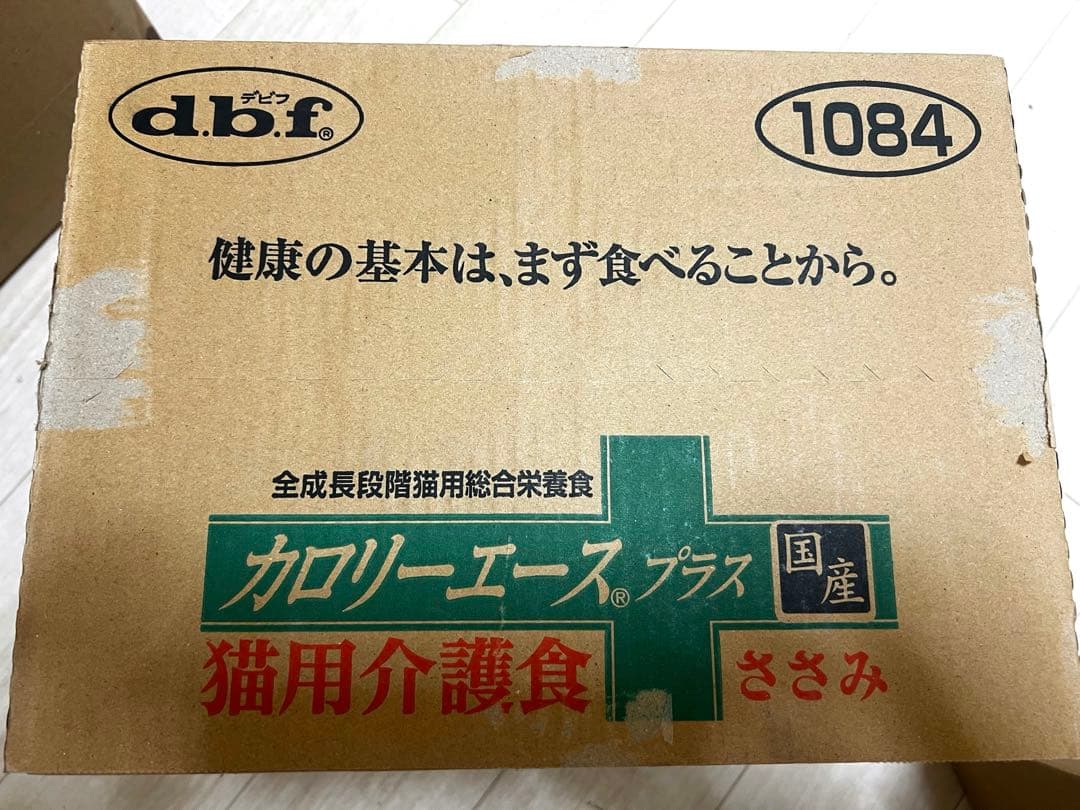 デビフ
d.b.f®
1084
健康の基本は、まず食べることから。
全成長段階猫用総合栄養食
カロリーエース®プラス
国産
猫用介護食
ささみ